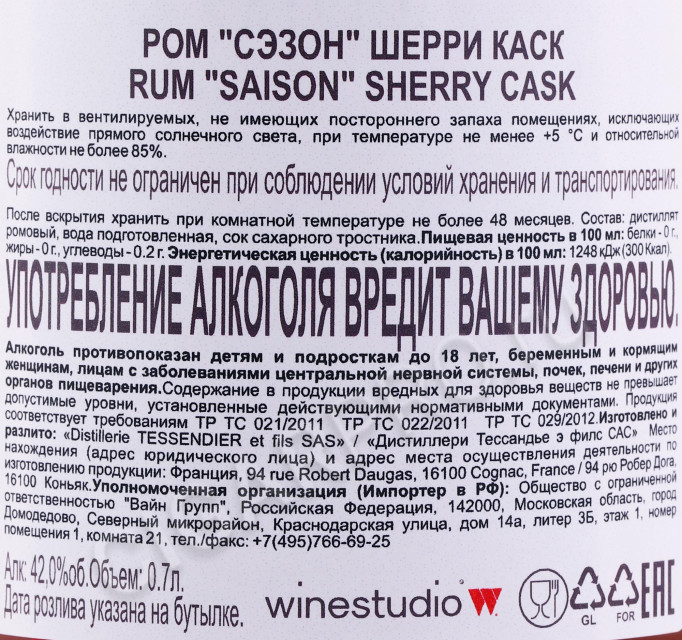 РОМ "СЭЗОН" ШЕРРИ КАСК
RUM "SAISON" SHERRY CASK
Хранить в вентилируемых, не имеющих постороннего запаха помещениях, исключающих
воздействие прямого солнечного света, при температуре не менее +5 °С и относительной
влажности не более 85%.
Срок годности не ограничен при соблюдении условий хранения и транспортирования.
После вскрытия хранить при комнатной температуре не более 48 месяцев. Состав: дистиллят
ромовый, вода подготовленная, сок сахарного тростника.Пищевая ценность в 100 мл: белки - 0 г.,
жиры - 0 г., углеводы - 0.2 г. Энергетическая ценность (калорийность) в 100 мл: 1248 кДж (300 Ккал).
УПОТРЕБЛЕНИЕ АЛКОГОЛЯ ВРЕДИТ ВАШЕМУ ЗДОРОВЬЮ.
Алкоголь противопоказан детям и подросткам до 18 лет, беременным и кормящим
женщинам, лицам с заболеваниями центральной нервной системы, почек, печени и других
органов пищеварения.Содержание в продукции вредных для здоровья веществ не превышает
допустимые уровни, установленные действующими нормативными документами. Продукция
соответствует требованиям ТР ТС 021/2011 ТР ТС 022/2011 ТР ТС 029/2012.Изготовлено и
разлито: «Distillerie TESSENDIER et fils SAS» / «Дистиллери Тессандье э филс САС» Место
нахождения (адрес юридического лица) и адрес места осуществления деятельности по
изготовлению продукции: Франция, 94 rue Robert Daugas, 16100 Cognac, France / 94 рю Робер Дога,
16100 Коньяк.Уполномоченная организация (Импортер в РФ): Общество с ограниченной
ответственностью "Вайн Групп", Российская Федерация, 142000, Московская область, город
Домодедово, Северный микрорайон, Краснодарская улица, дом 14а, литер 3Б, этаж 1, номер
помещения 1, комната 21, тел./факс: +7(495)766-69-25
Алк: 42,0%об.Объем: 0.7л.
Дата розлива указана на бутылке.
winestudio W
GL
FOR
EAC